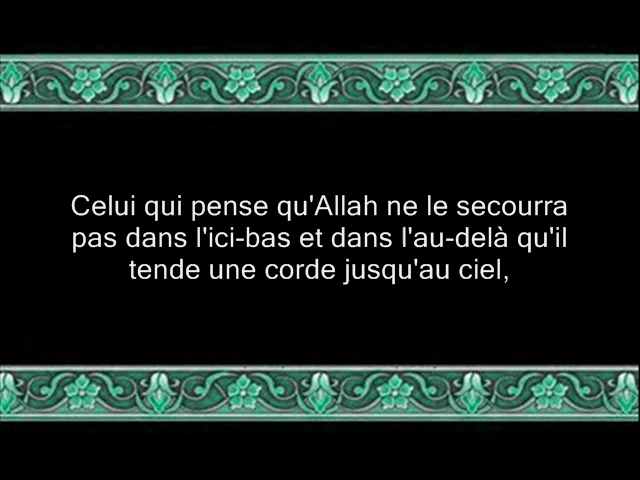 Celui qui pense qu'Allah ne le secourra
pas dans l'ici-bas et dans l'au-delà qu'il
tende une corde jusqu'au ciel,